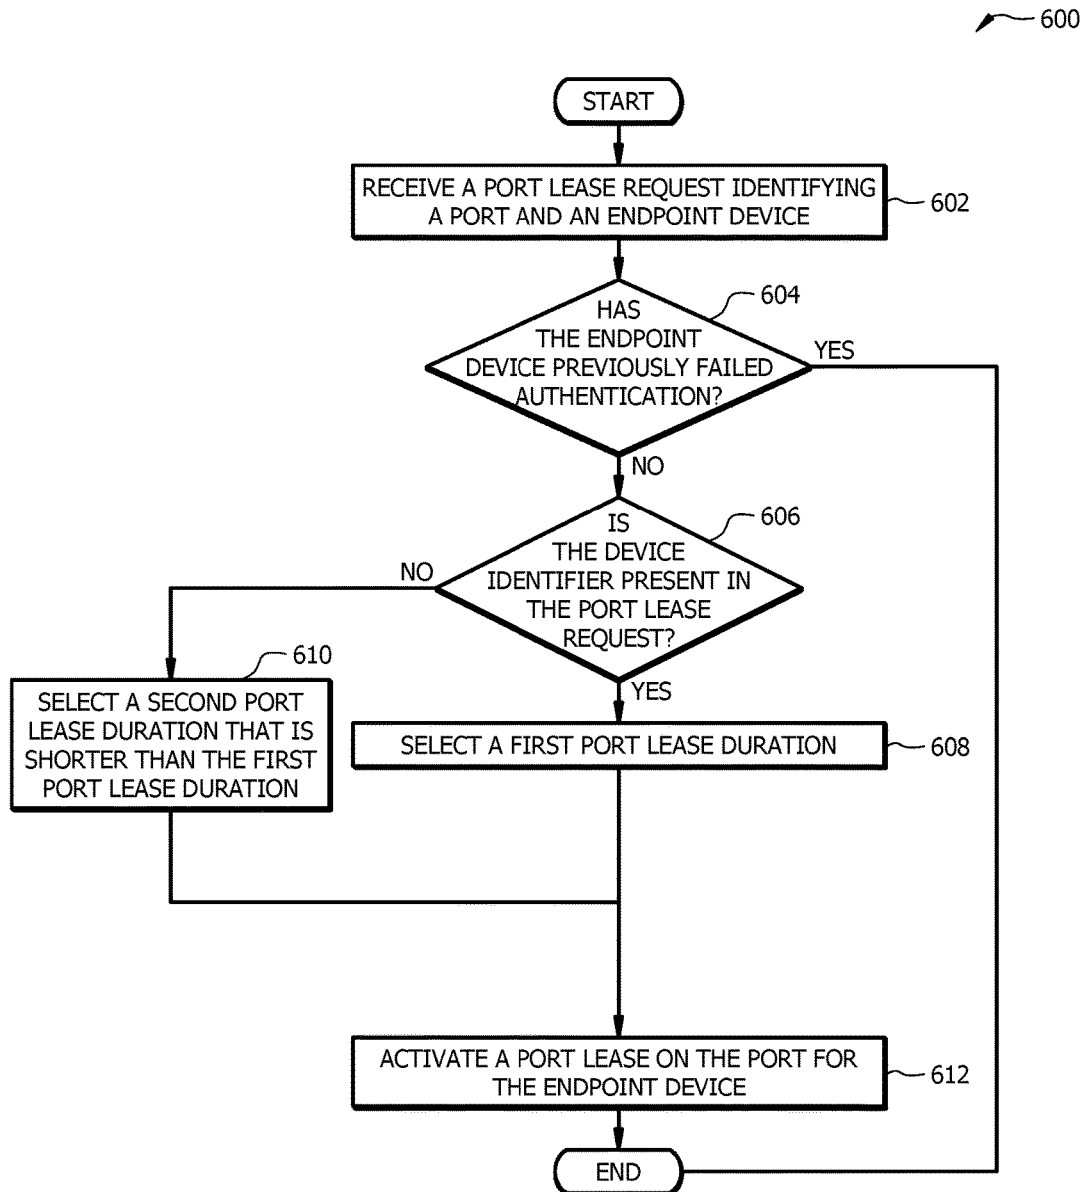 600
START
RECEIVE A PORT LEASE REQUEST IDENTIFYING
A PORT AND AN ENDPOINT DEVICE
602
HAS
THE ENDPOINT
DEVICE PREVIOUSLY FAILED
AUTHENTICATION?
604
YES
NO
IS
THE DEVICE
IDENTIFIER PRESENT IN
THE PORT LEASE
REQUEST?
606
NO
YES
610
SELECT A SECOND PORT
LEASE DURATION THAT IS
SHORTER THAN THE FIRST
PORT LEASE DURATION
SELECT A FIRST PORT LEASE DURATION
608
ACTIVATE A PORT LEASE ON THE PORT FOR
THE ENDPOINT DEVICE
612
END